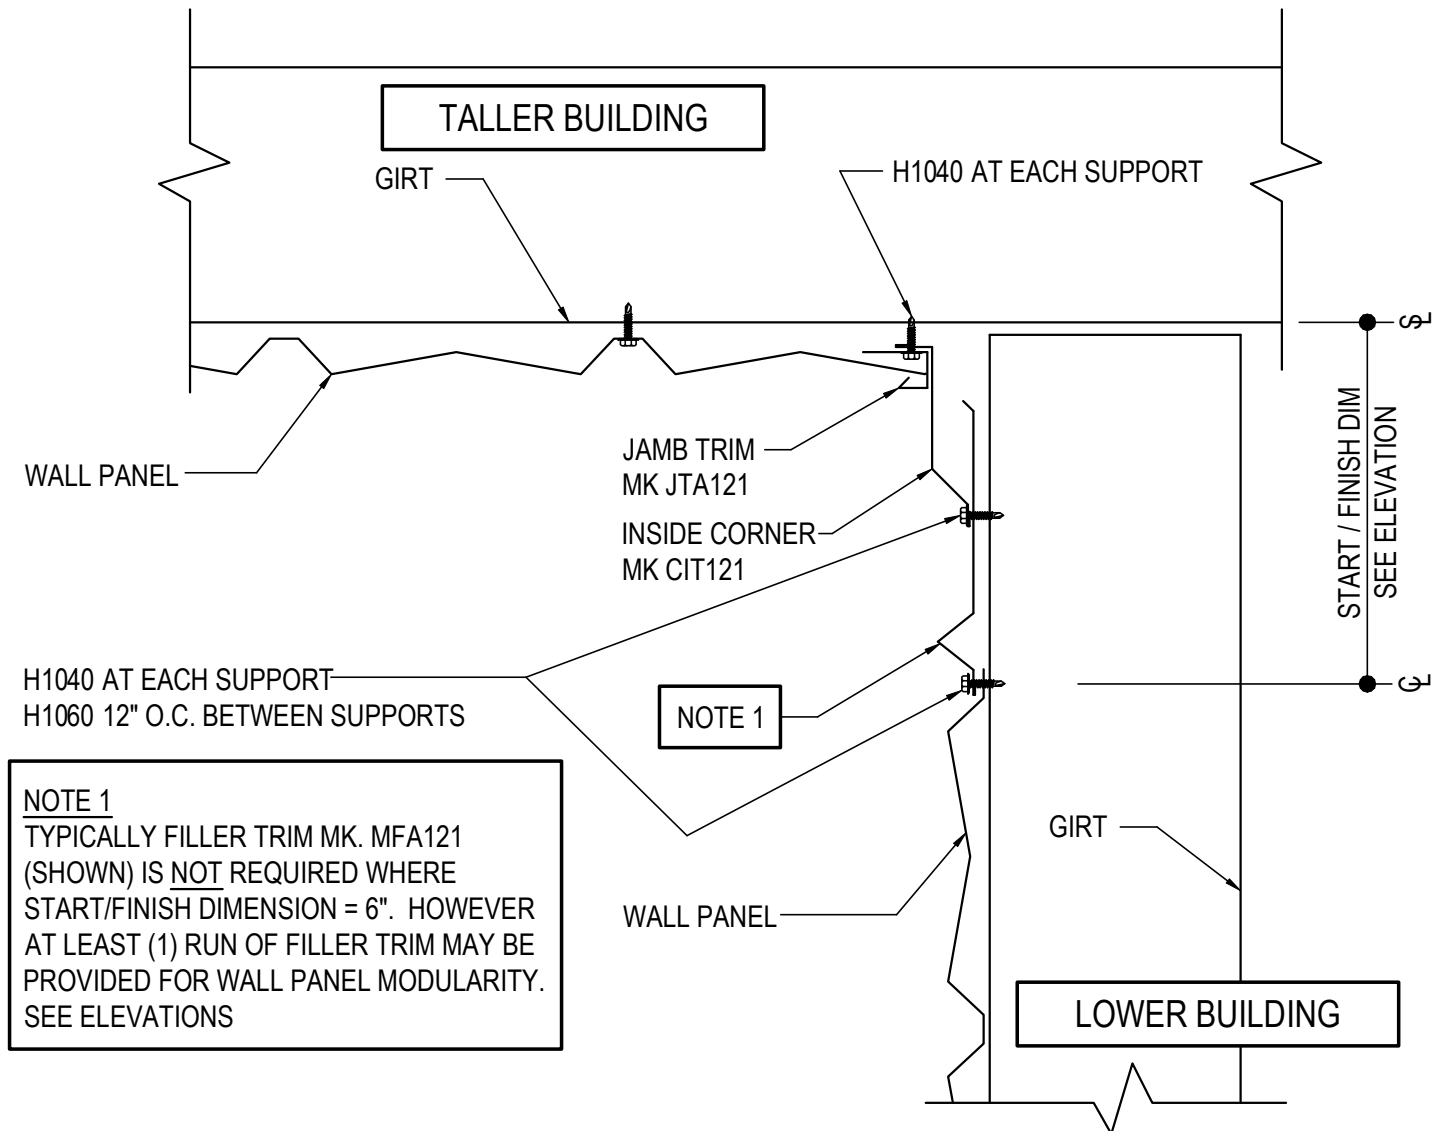 TALLER BUILDING
GIRT
H1040 AT EACH SUPPORT
SL
START / FINISH DIM
SEE ELEVATION
CL
WALL PANEL
JAMB TRIM
MK JTA121
INSIDE CORNER
MK CIT121
H1040 AT EACH SUPPORT
H1060 12" O.C. BETWEEN SUPPORTS
NOTE 1
NOTE 1
TYPICALLY FILLER TRIM MK. MFA121
(SHOWN) IS NOT REQUIRED WHERE
START/FINISH DIMENSION = 6". HOWEVER
AT LEAST (1) RUN OF FILLER TRIM MAY BE
PROVIDED FOR WALL PANEL MODULARITY.
SEE ELEVATIONS
GIRT
WALL PANEL
LOWER BUILDING